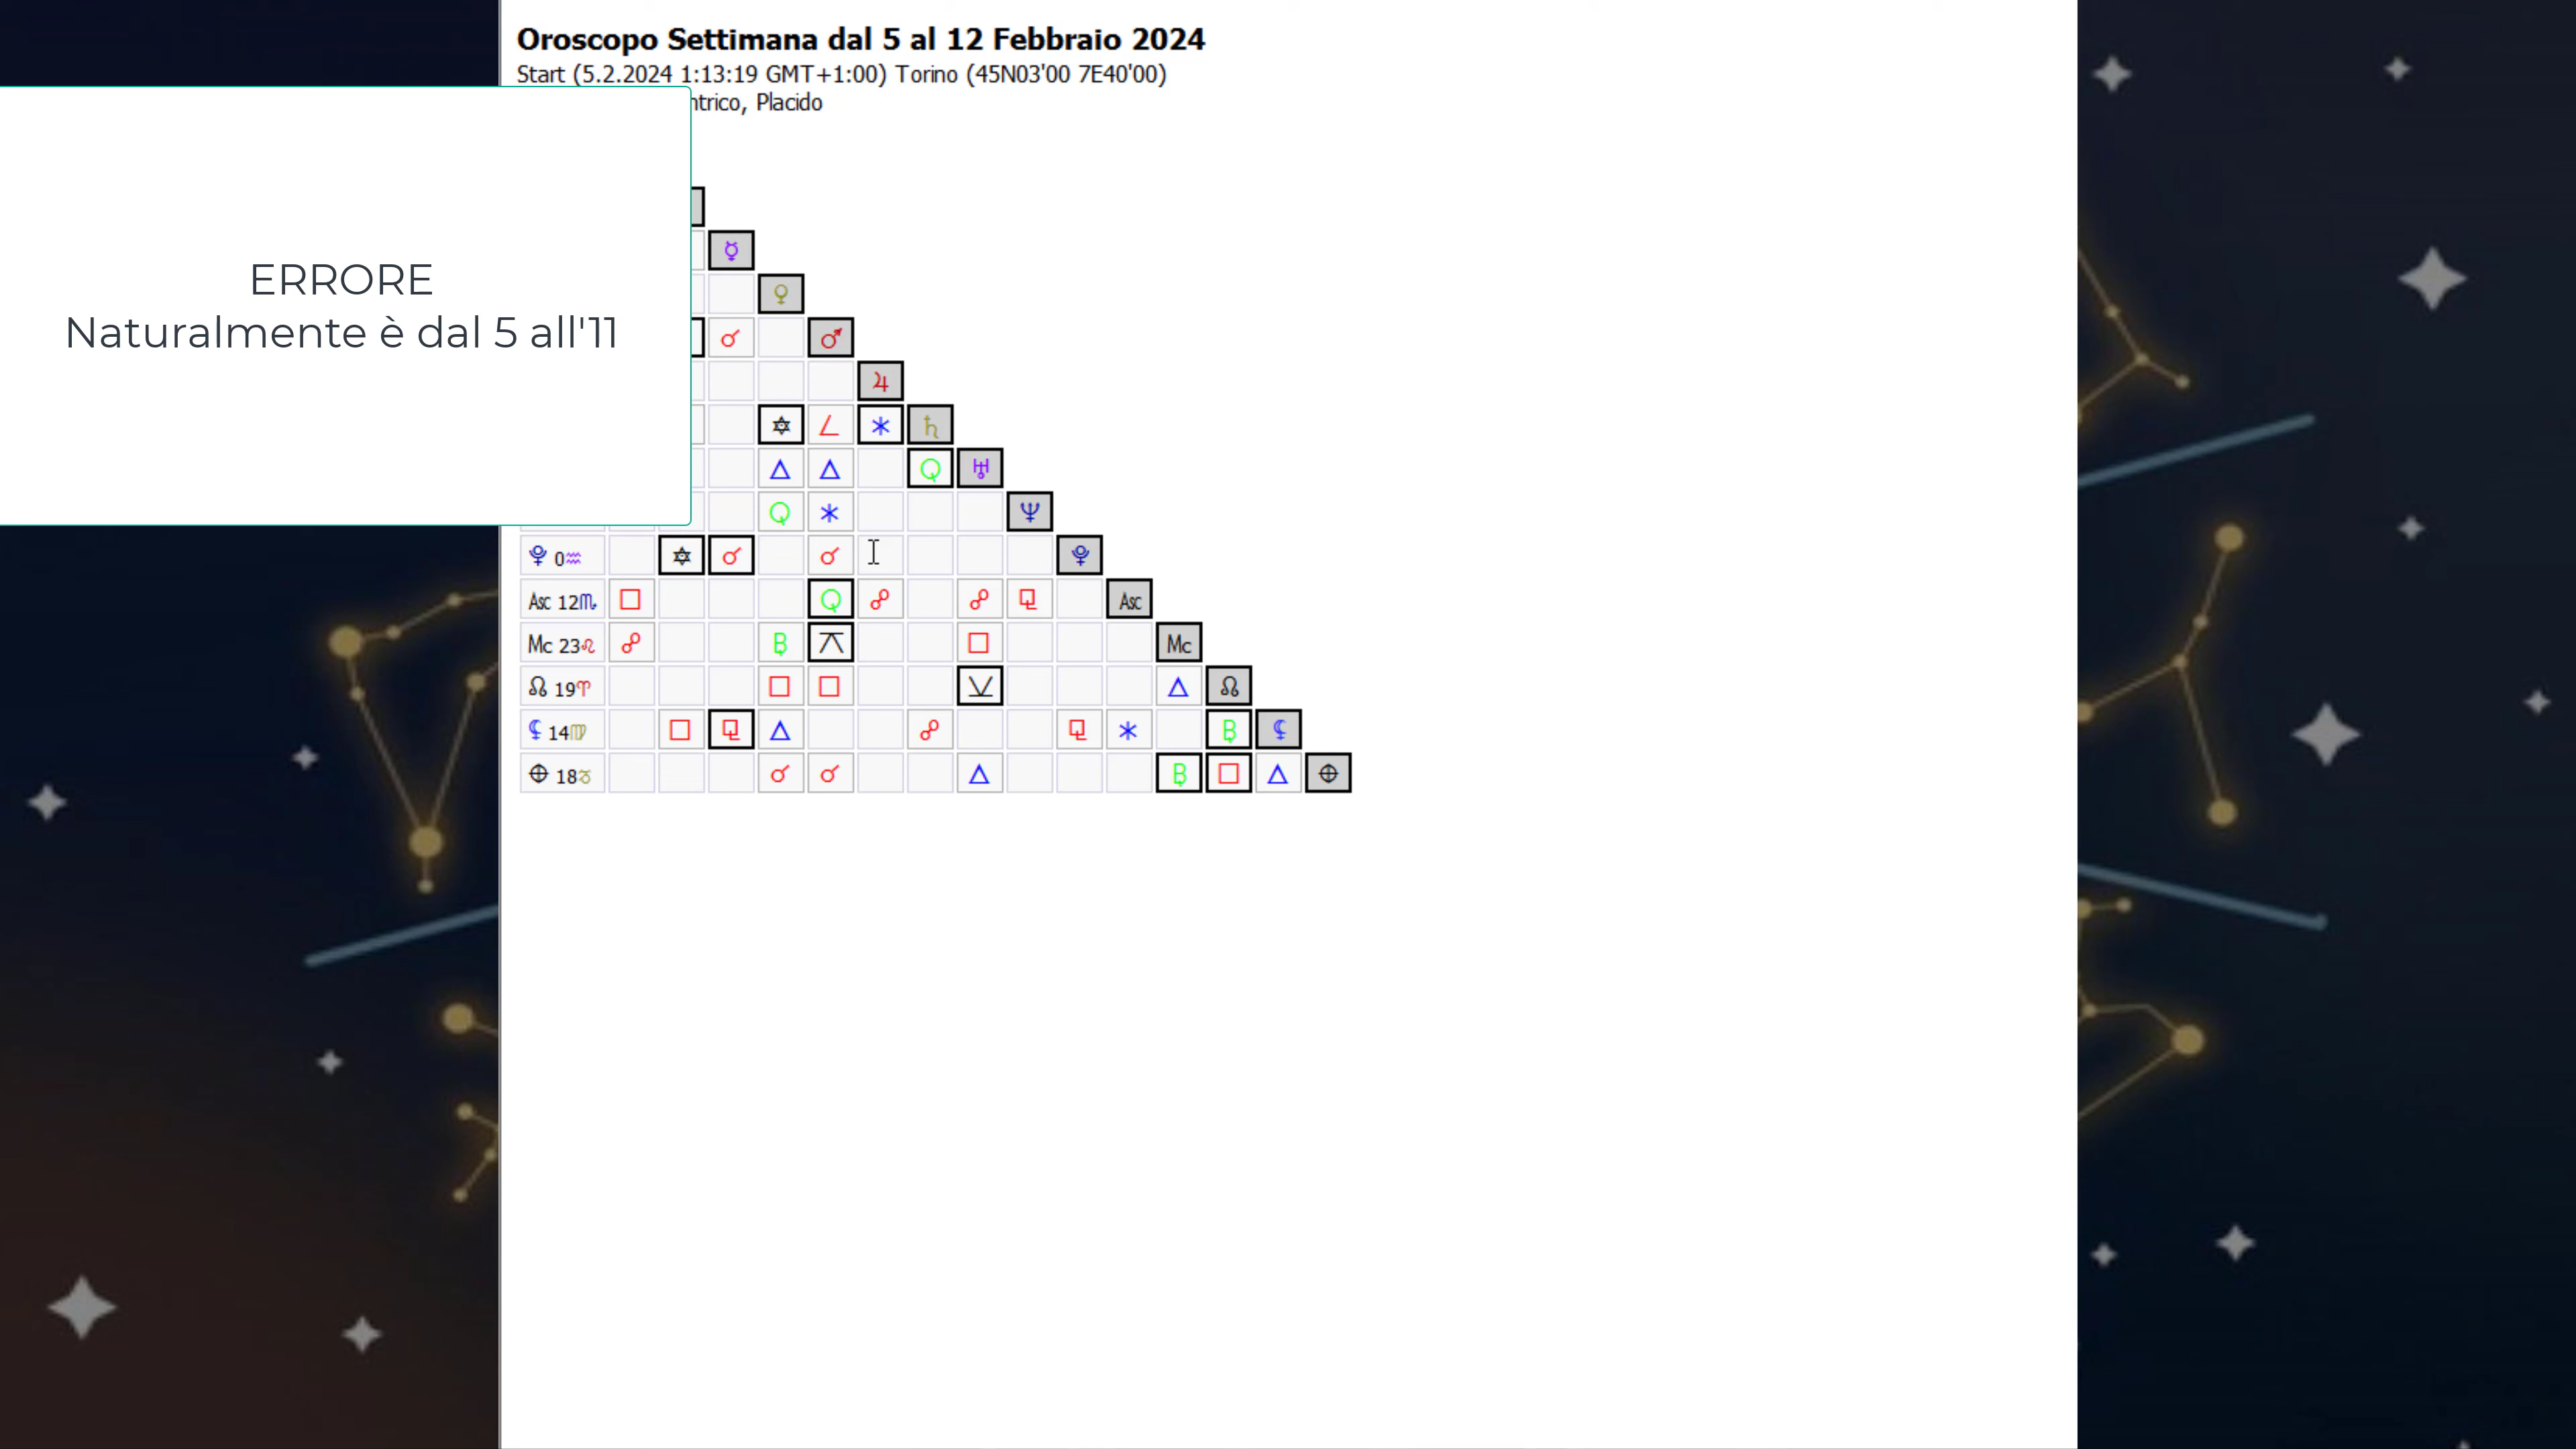 Oroscopo Settimana dal 5 al 12 Febbraio 2024
Start (5.2.2024 1:13:19 GMT+1:00) Torino (45N03'00 7E40'00)
Placido
ERRORE
Naturalmente è dal 5 all'11
☿
♀
☌ ♂
♃
✡ ∠ ⚹ ♄
△ △ Q ♅
Q ⚹ ♆
♇ 0♒ ✡ ☌ ☌ ♇
Asc 12♏ □ Q ☍ ☍ ⚼ Asc
Mc 23♌ ☍ B ⚻ □ Mc
☊ 19♈ □ □ ⚺ △ ☊
⚸ 14♍ □ ⚼ △ ☍ ⚼ ⚹ B ⚸
⊕ 18♑ ☌ ☌ △ B □ △ ⊕